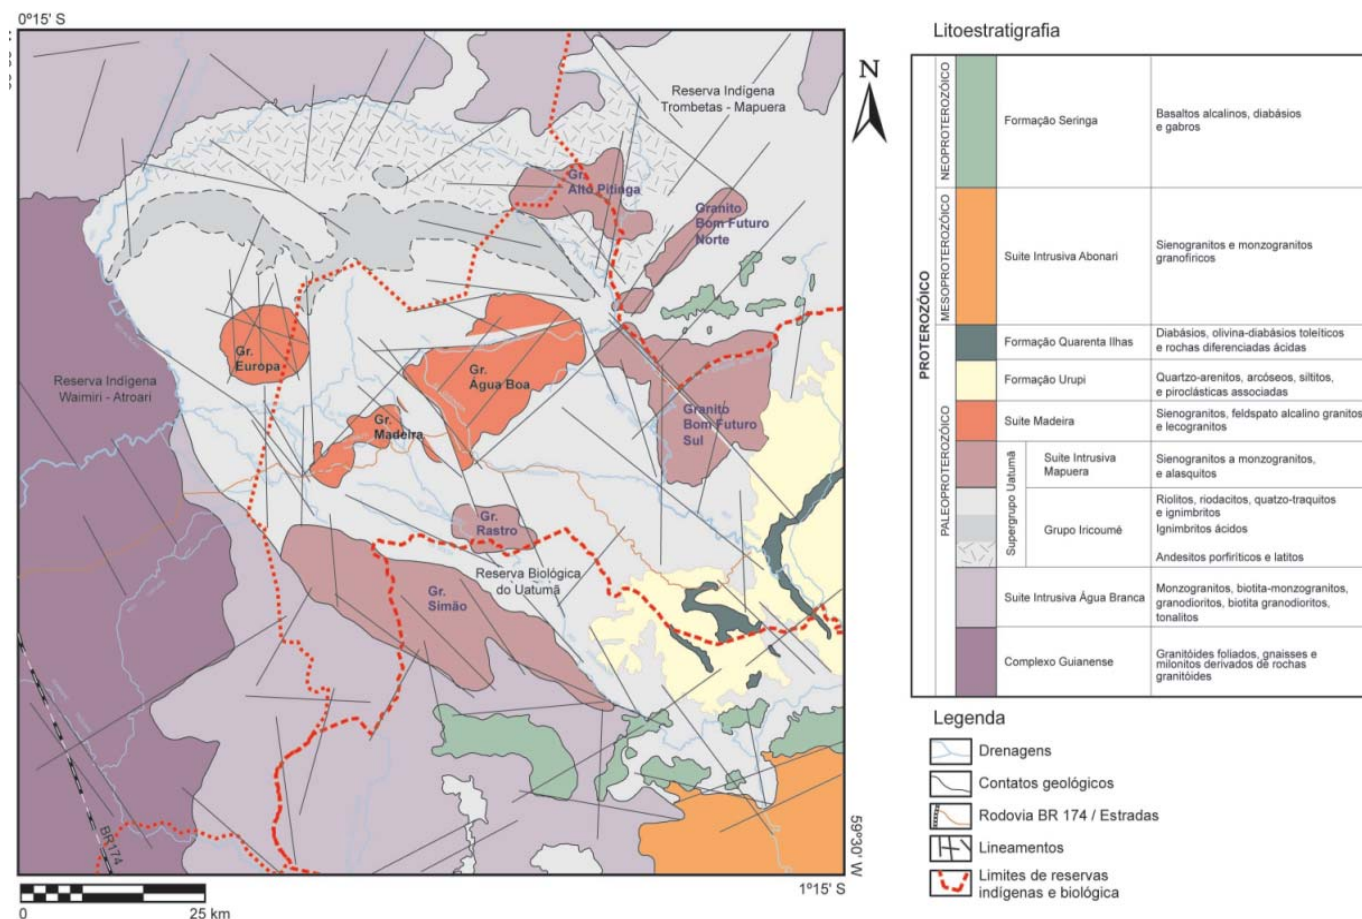 0º15' S
Reserva Indígena
Trombetas - Mapuera
N
Gr.
Alto Pitinga
Granito
Bom Futuro
Norte
Gr.
Europa
Gr.
Água Boa
Reserva Indígena
Waimiri - Atroari
Gr.
Madeira
Granito
Bom Futuro
Sul
Gr.
Rastro
Reserva Biológica
do Uatumã
Gr.
Simão
BR174
59º30' W
1º15' S
0 25 km
Litoestratigrafia
PROTEROZÓICO
NEOPROTEROZÓICO
Formação Seringa
Basaltos alcalinos, diabásios
e gabros
MESOPROTEROZÓICO
Suite Intrusiva Abonari
Sienogranitos e monzogranitos
granofíricos
PALEOPROTEROZÓICO
Formação Quarenta Ilhas
Diabásios, olivina-diabásios toleíticos
e rochas diferenciadas ácidas
Formação Urupi
Quartzo-arenitos, arcóseos, siltitos,
e piroclásticas associadas
Suite Madeira
Sienogranitos, feldspato alcalino granitos
e lecogranitos
Supergrupo Uatumã
Suite Intrusiva
Mapuera
Sienogranitos a monzogranitos,
e alasquitos
Grupo Iricoumé
Riolitos, riodacitos, quatzo-traquitos
e ignimbritos
Ignimbritos ácidos
Andesitos porfiríticos e latitos
Suite Intrusiva Água Branca
Monzogranitos, biotita-monzogranitos,
granodioritos, biotita granodioritos,
tonalitos
Complexo Guianense
Granitóides foliados, gnaisses e
milonitos derivados de rochas
granitóides
Legenda
Drenagens
Contatos geológicos
Rodovia BR 174 / Estradas
Lineamentos
Limites de reservas
indígenas e biológica